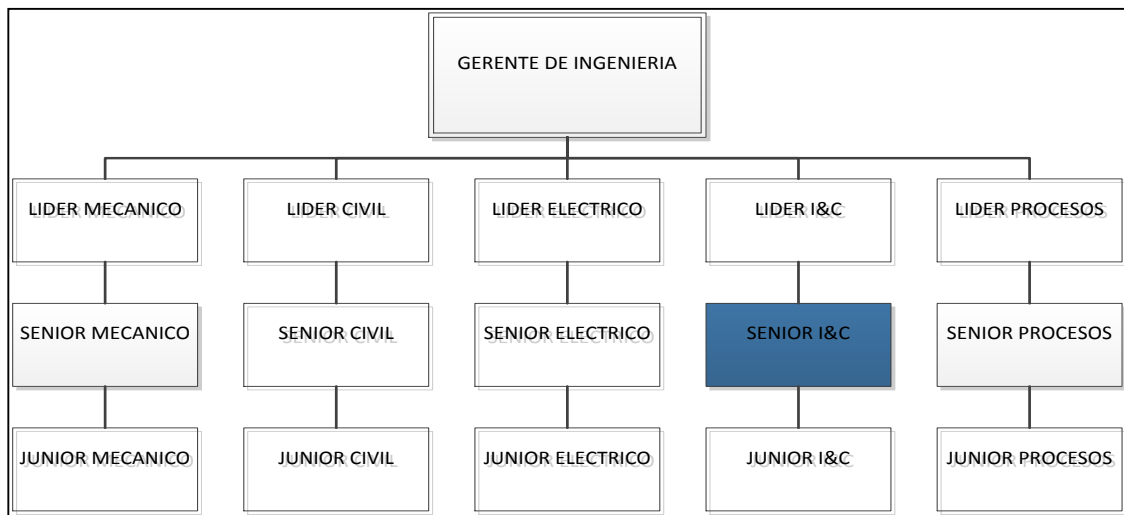 GERENTE DE INGENIERIA
LIDER MECANICO
LIDER CIVIL
LIDER ELECTRICO
LIDER I&C
LIDER PROCESOS
SENIOR MECANICO
SENIOR CIVIL
SENIOR ELECTRICO
SENIOR I&C
SENIOR PROCESOS
JUNIOR MECANICO
JUNIOR CIVIL
JUNIOR ELECTRICO
JUNIOR I&C
JUNIOR PROCESOS